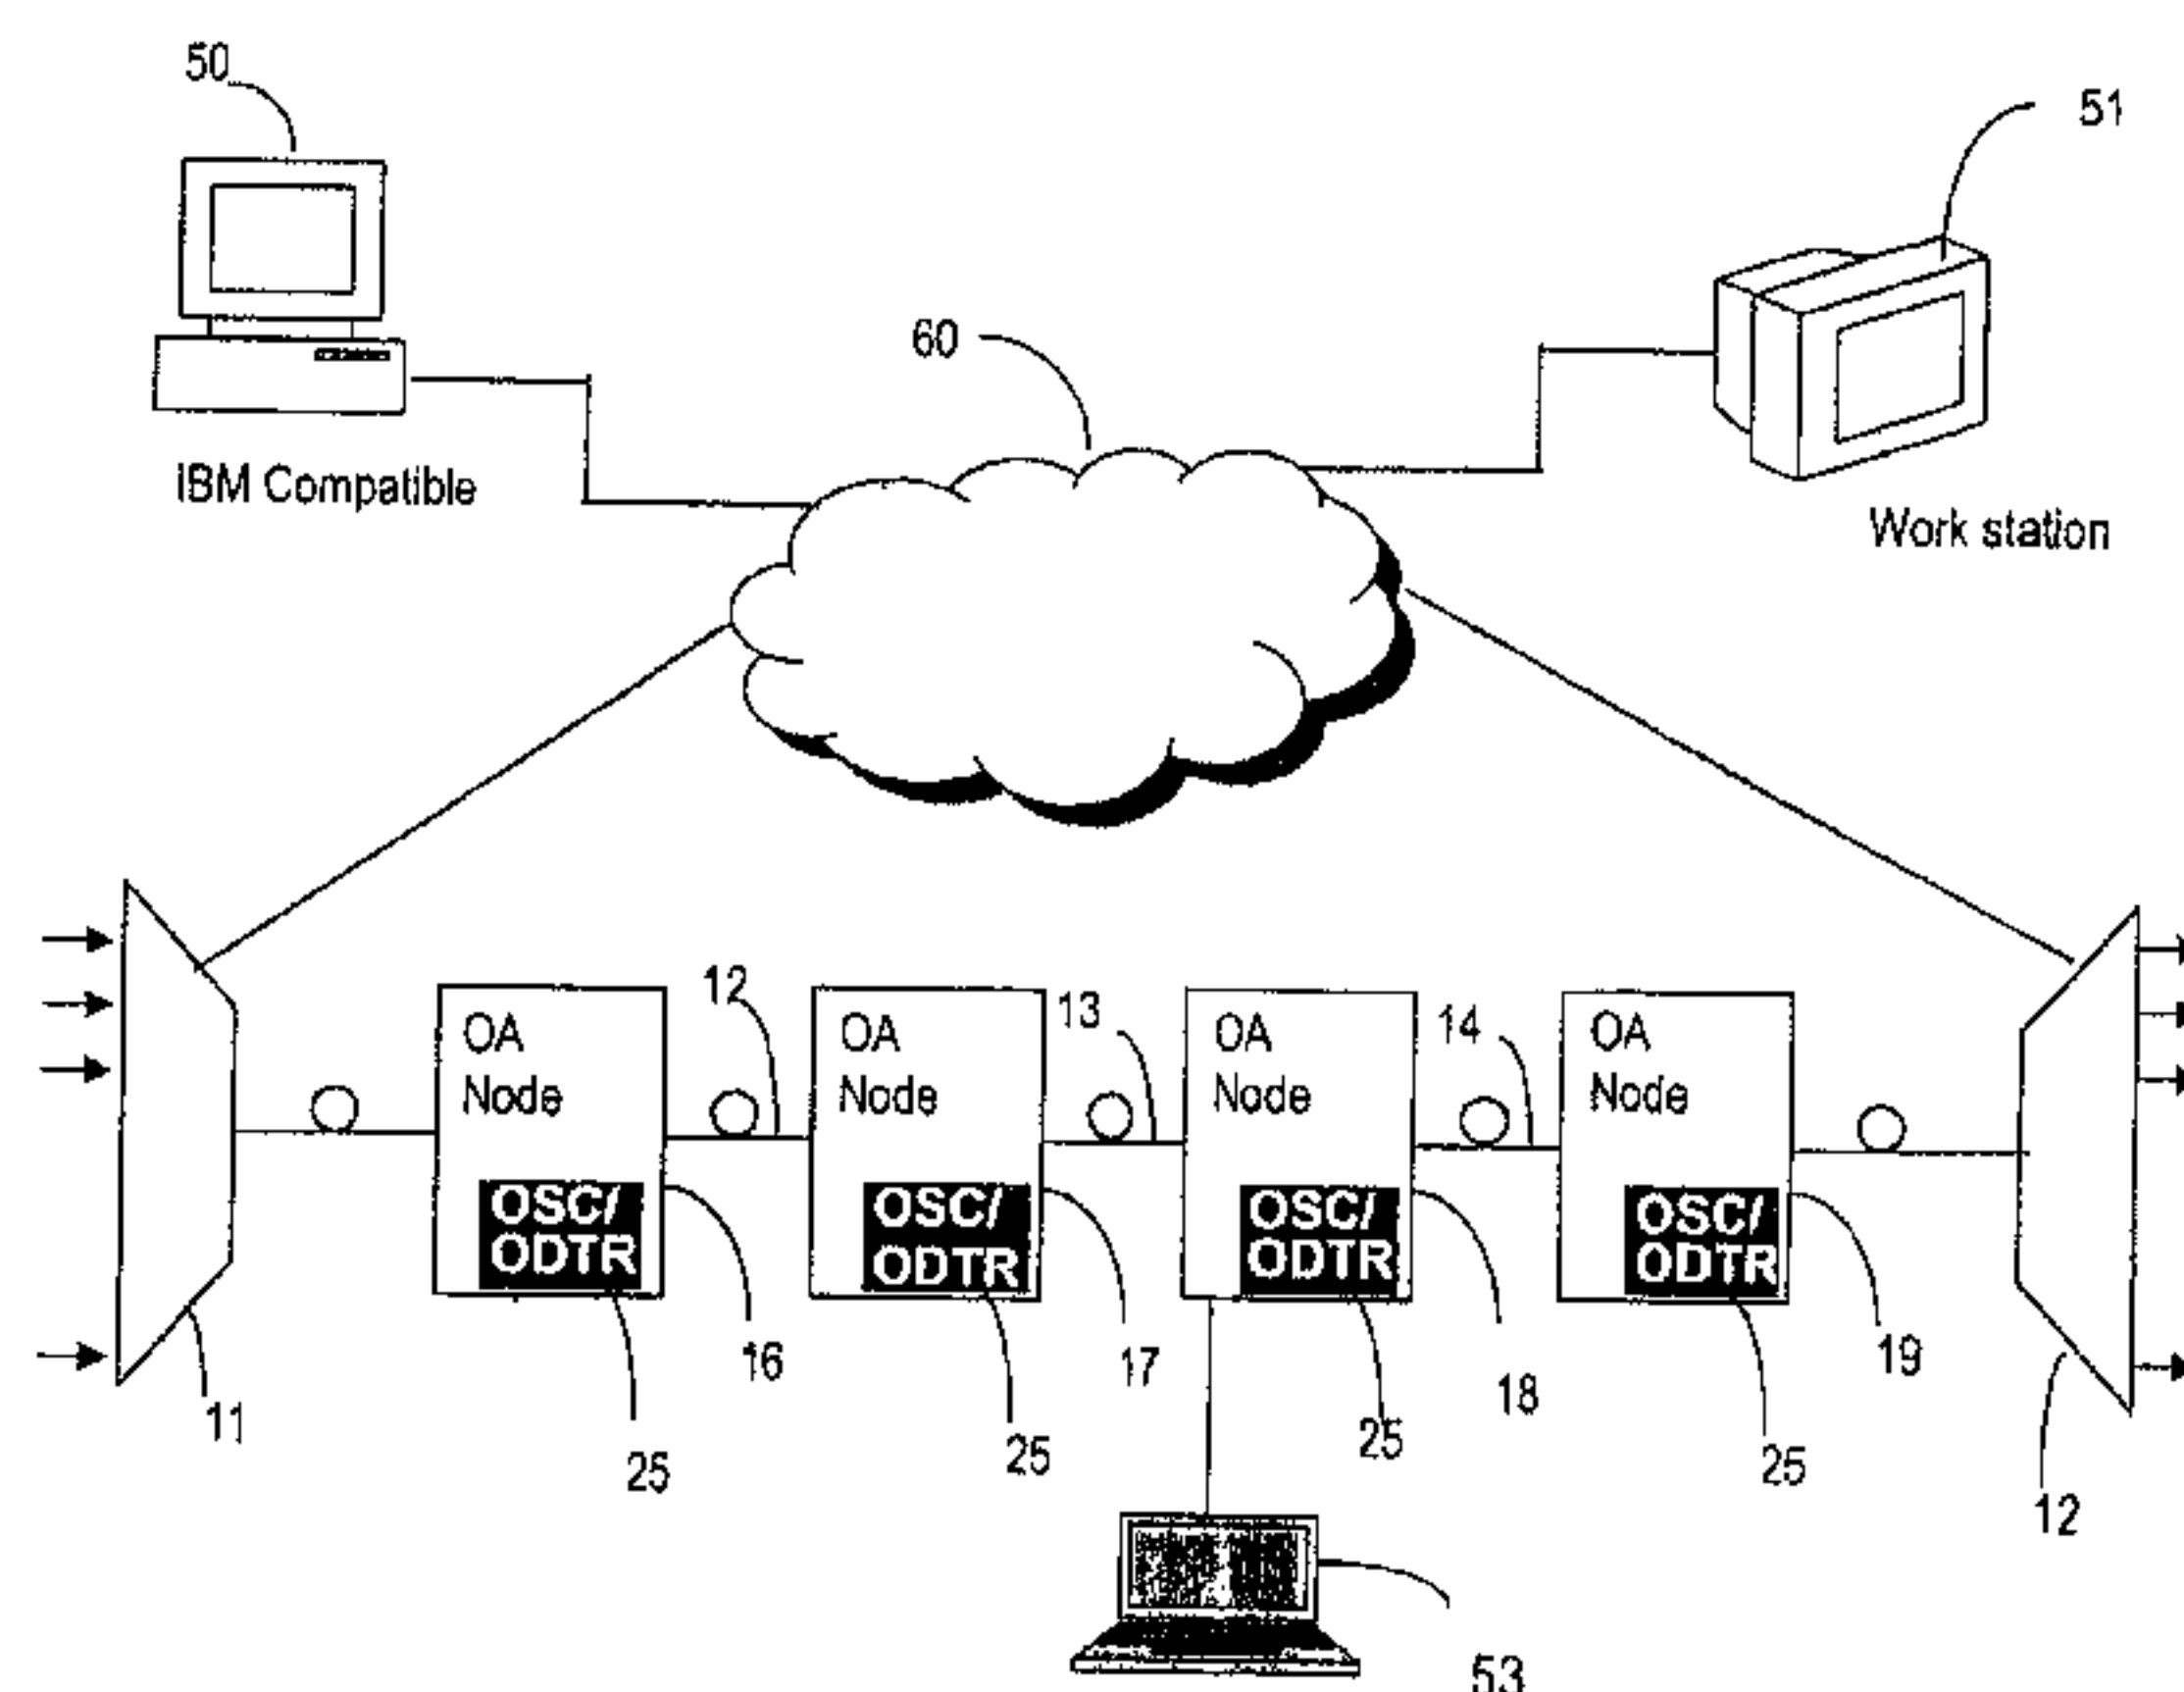 50
51
60
IBM Compatible
Work station
12
13
14
OA
Node
OA
Node
OA
Node
OA
Node
OSC/
ODTR
OSC/
ODTR
OSC/
ODTR
OSC/
ODTR
11
16
17
18
19
25
25
25
25
12
53